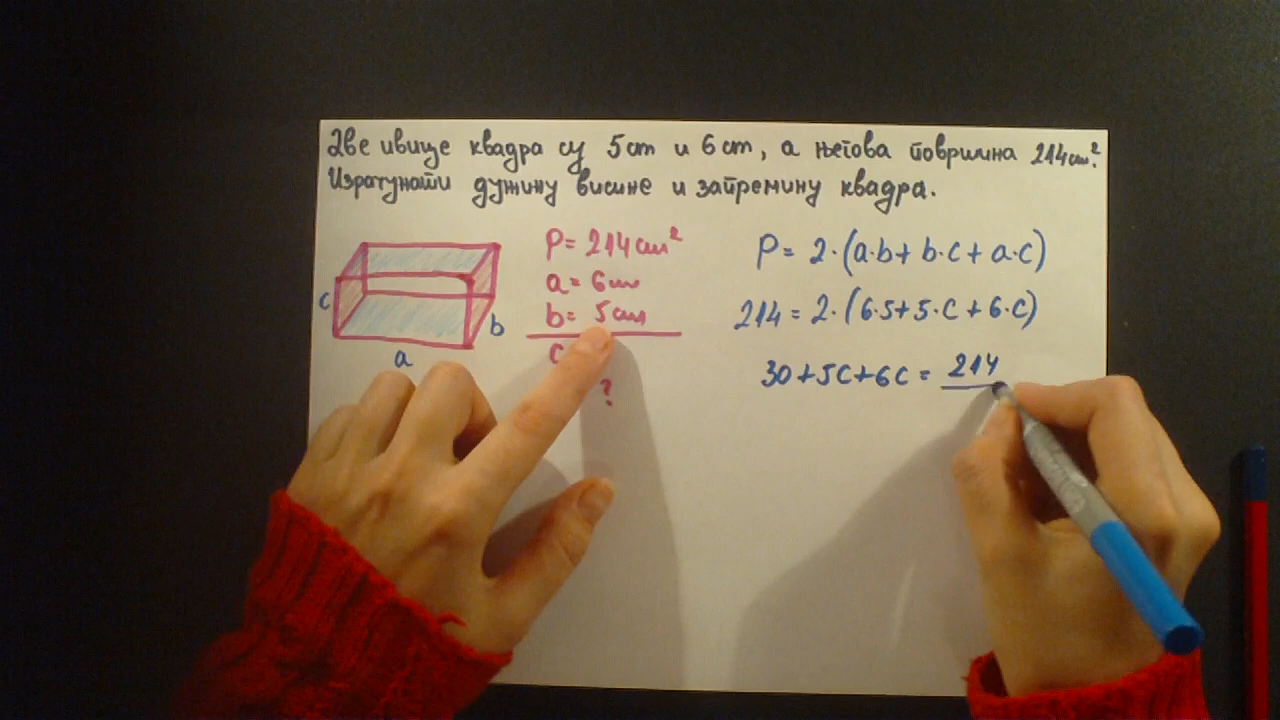 Две ивице квадра су 5cm и 6cm, а његова површина 214cm².
Израчунати дужину висине и запремину квадра.
P = 214cm²
a = 6cm
b = 5cm
c
?
c
b
a
P = 2·(a·b + b·c + a·c)
214 = 2·(6·5 + 5·c + 6·c)
30 + 5c + 6c = 214